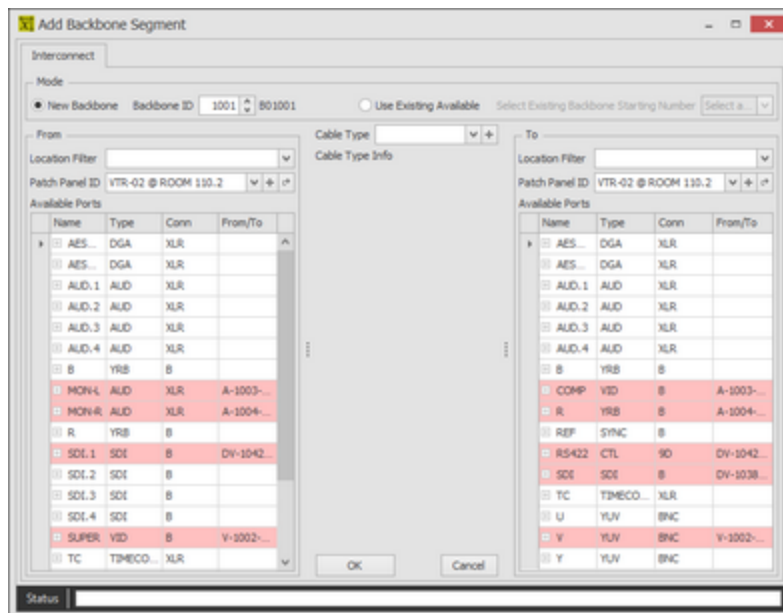 Add Backbone Segment
Interconnect
Mode
New Backbone Backbone ID 1001 B01001 Use Existing Available Select Existing Backbone Starting Number Select a...
From Cable Type To
Location Filter Cable Type Info Location Filter
Patch Panel ID VTR-02 @ ROOM 110.2 Patch Panel ID VTR-02 @ ROOM 110.2
Available Ports Available Ports
Name Type Conn From/To Name Type Conn From/To
AES... DGA XLR AES... DGA XLR
AES... DGA XLR AES... DGA XLR
AUD.1 AUD XLR AUD.1 AUD XLR
AUD.2 AUD XLR AUD.2 AUD XLR
AUD.3 AUD XLR AUD.3 AUD XLR
AUD.4 AUD XLR AUD.4 AUD XLR
B YRB B B YRB B
MON-L AUD XLR A-1003-... COMP VID B A-1003-...
MON-R AUD XLR A-1004-... R YRB B A-1004-...
R YRB B REF SYNC B
SDI.1 SDI B DV-1042... RS422 CTL 9D DV-1042...
SDI.2 SDI B SDI SDI B DV-1038...
SDI.3 SDI B TC TIMECO... XLR
SDI.4 SDI B U YUV BNC
SUPER VID B V-1002-... V YUV BNC V-1002-...
TC TIMECO... XLR Y YUV BNC
OK Cancel
Status